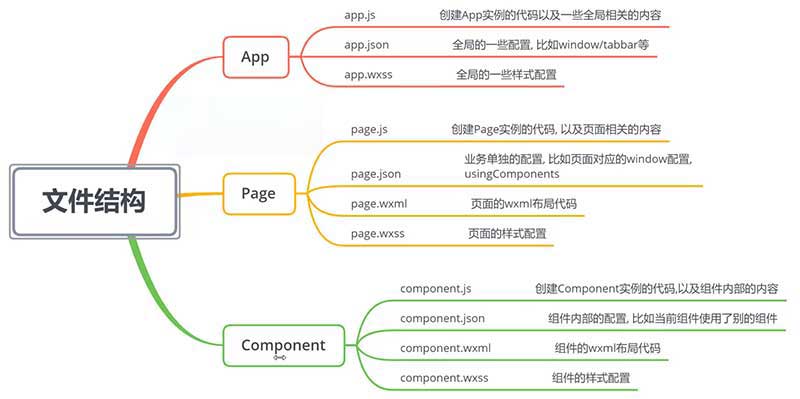 文件结构
App
app.js 创建App实例的代码以及一些全局相关的内容
app.json 全局的一些配置, 比如window/tabbar等
app.wxss 全局的一些样式配置
Page
page.js 创建Page实例的代码, 以及页面相关的内容
page.json 业务单独的配置, 比如页面对应的window配置,
usingComponents
page.wxml 页面的wxml布局代码
page.wxss 页面的样式配置
Component
component.js 创建Component实例的代码,以及组件内部的内容
component.json 组件内部的配置, 比如当前组件使用了别的组件
component.wxml 组件的wxml布局代码
component.wxss 组件的样式配置